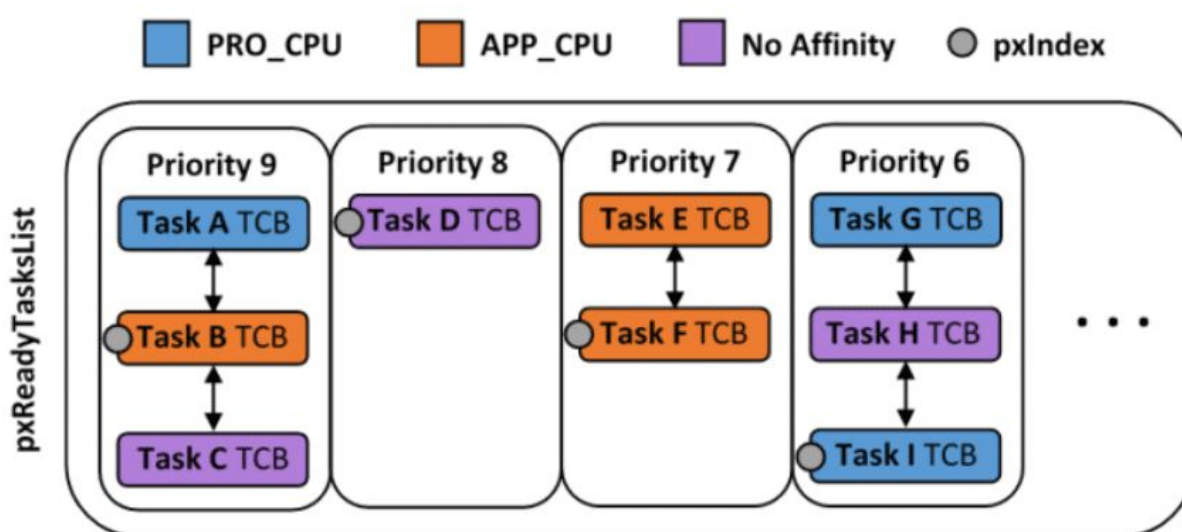 PRO_CPU APP_CPU No Affinity pxIndex
pxReadyTasksList
Priority 9 Priority 8 Priority 7 Priority 6
Task A TCB Task D TCB Task E TCB Task G TCB
Task B TCB Task F TCB Task H TCB
. . .
Task C TCB Task I TCB